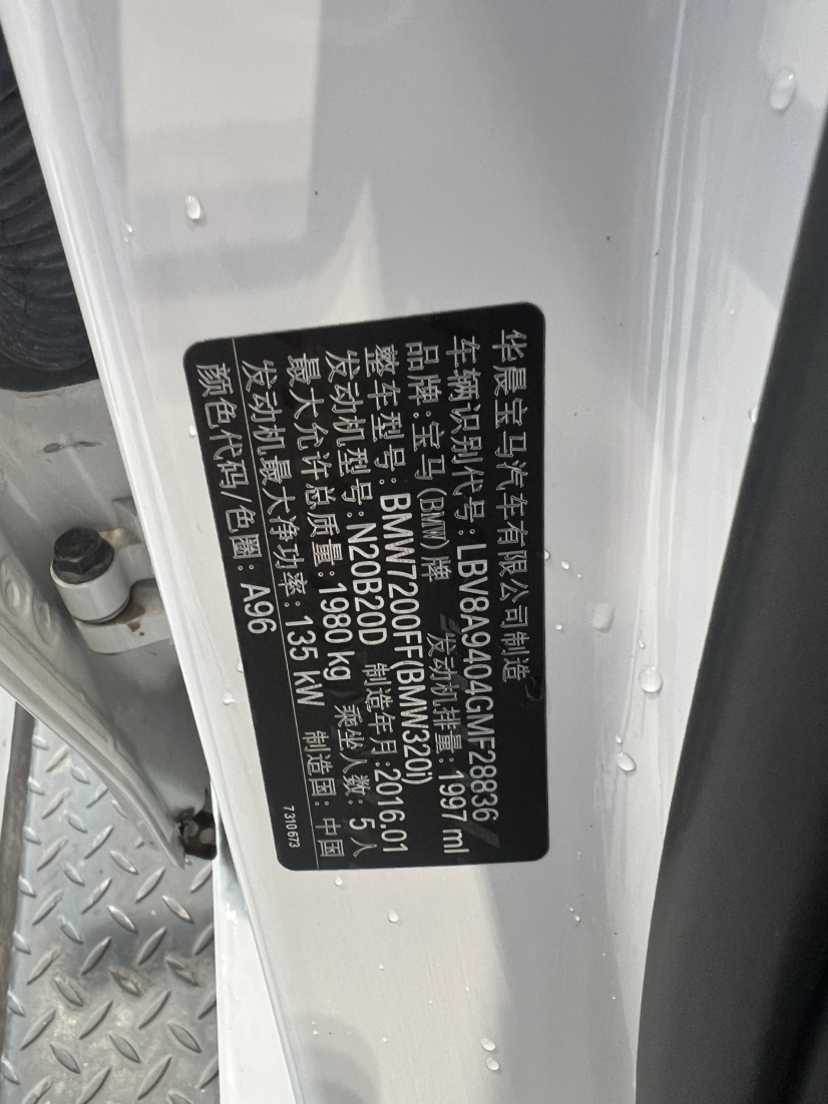 华晨宝马汽车有限公司制造
车辆识别代号:LBV8A9404GMF28836
品牌:宝马(BMW)牌 发动机排量:1997 ml
整车型号:BMW7200FF(BMW320i)
发动机型号:N20B20D 制造年月:2016.01
最大允许总质量:1980 kg 乘坐人数:5人
发动机最大净功率:135 kW 制造国:中国
颜色代码/色圈:A96
7310673